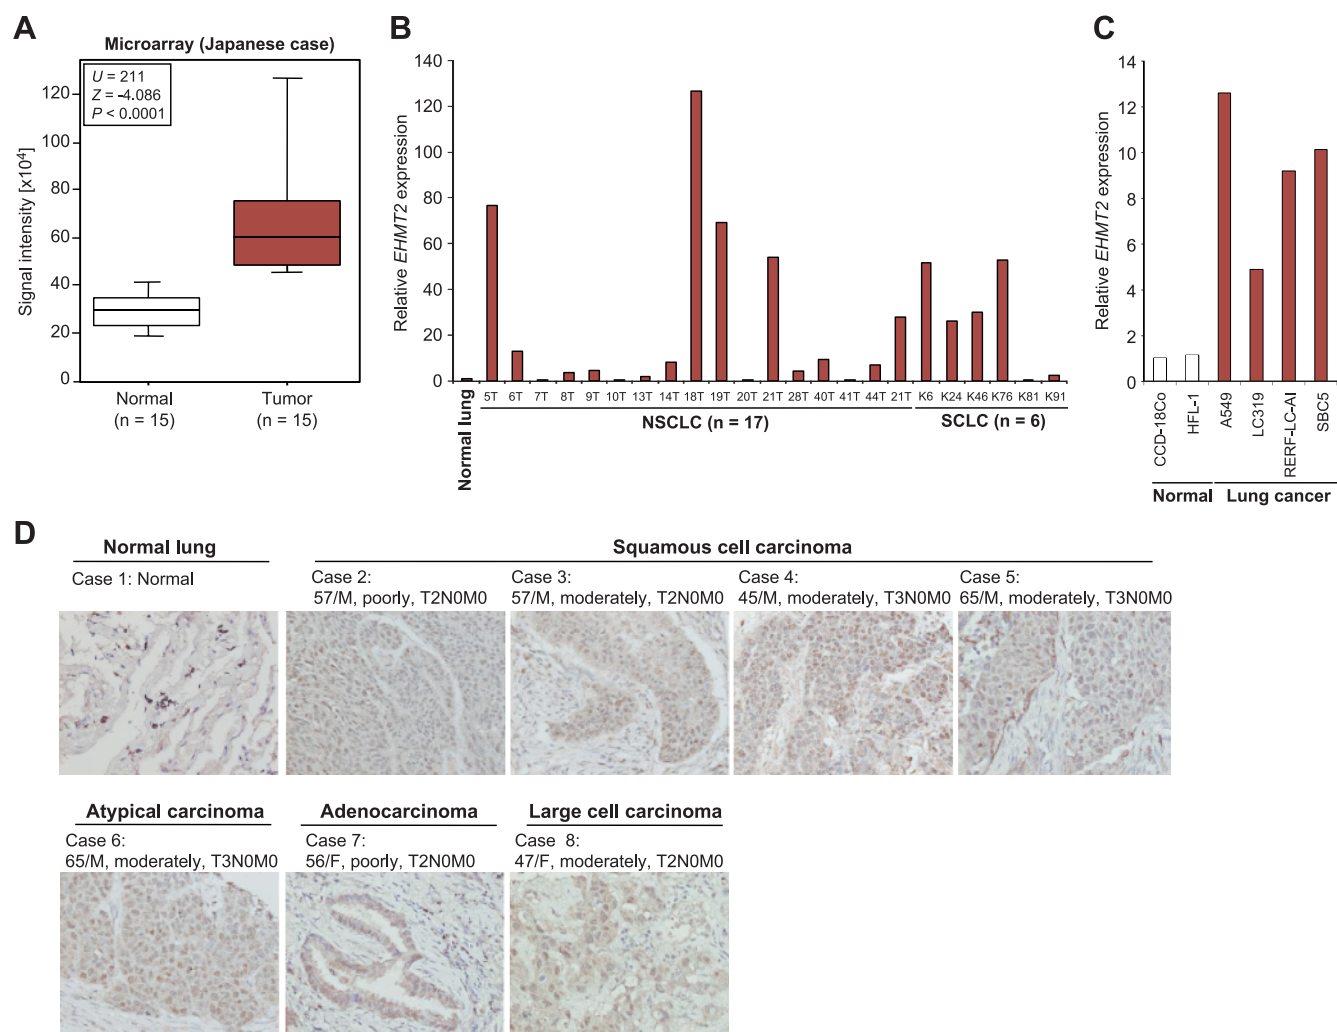 A
Microarray (Japanese case)
U = 211
Z = -4.086
P < 0.0001
Signal intensity [x10⁴]
120
100
80
60
40
20
0
Normal
(n = 15)
Tumor
(n = 15)
B
Relative EHMT2 expression
140
120
100
80
60
40
20
0
Normal lung
5T 6T 7T 8T 9T 10T 13T 14T 18T 19T 20T 21T 28T 40T 41T 44T 21T K6 K24 K46 K76 K81 K91
NSCLC (n = 17)
SCLC (n = 6)
C
Relative EHMT2 expression
14
12
10
8
6
4
2
0
CCD-18Co
HFL-1
A549
LC319
RERF-LC-AI
SBC5
Normal
Lung cancer
D
Normal lung
Case 1: Normal
Squamous cell carcinoma
Case 2:
57/M, poorly, T2N0M0
Case 3:
57/M, moderately, T2N0M0
Case 4:
45/M, moderately, T3N0M0
Case 5:
65/M, moderately, T3N0M0
Atypical carcinoma
Case 6:
65/M, moderately, T3N0M0
Adenocarcinoma
Case 7:
56/F, poorly, T2N0M0
Large cell carcinoma
Case 8:
47/F, moderately, T2N0M0